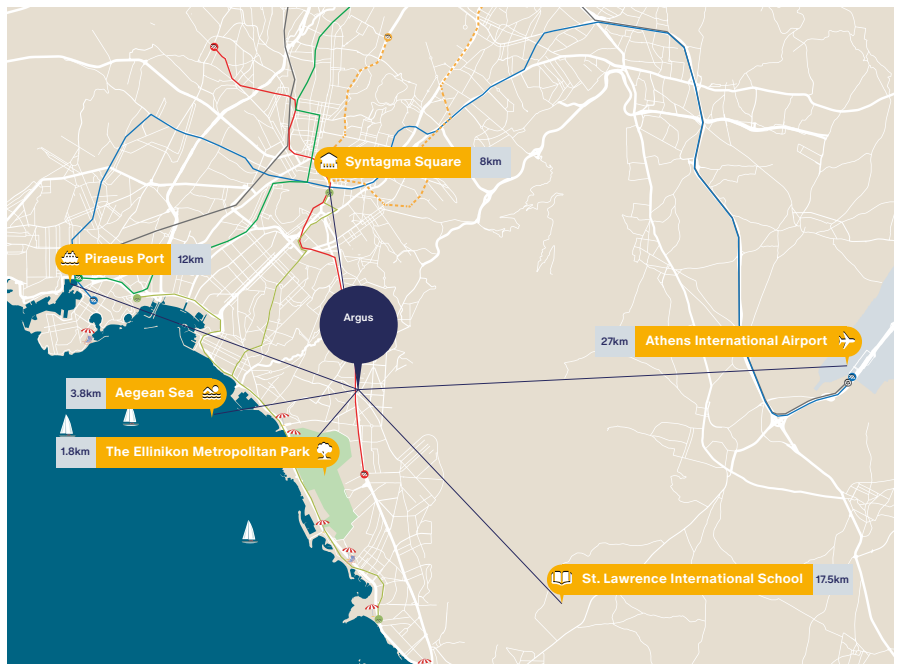 Syntagma Square 8km
Piraeus Port 12km
Argus
27km Athens International Airport
3.8km Aegean Sea
1.8km The Ellinikon Metropolitan Park
St. Lawrence International School 17.5km